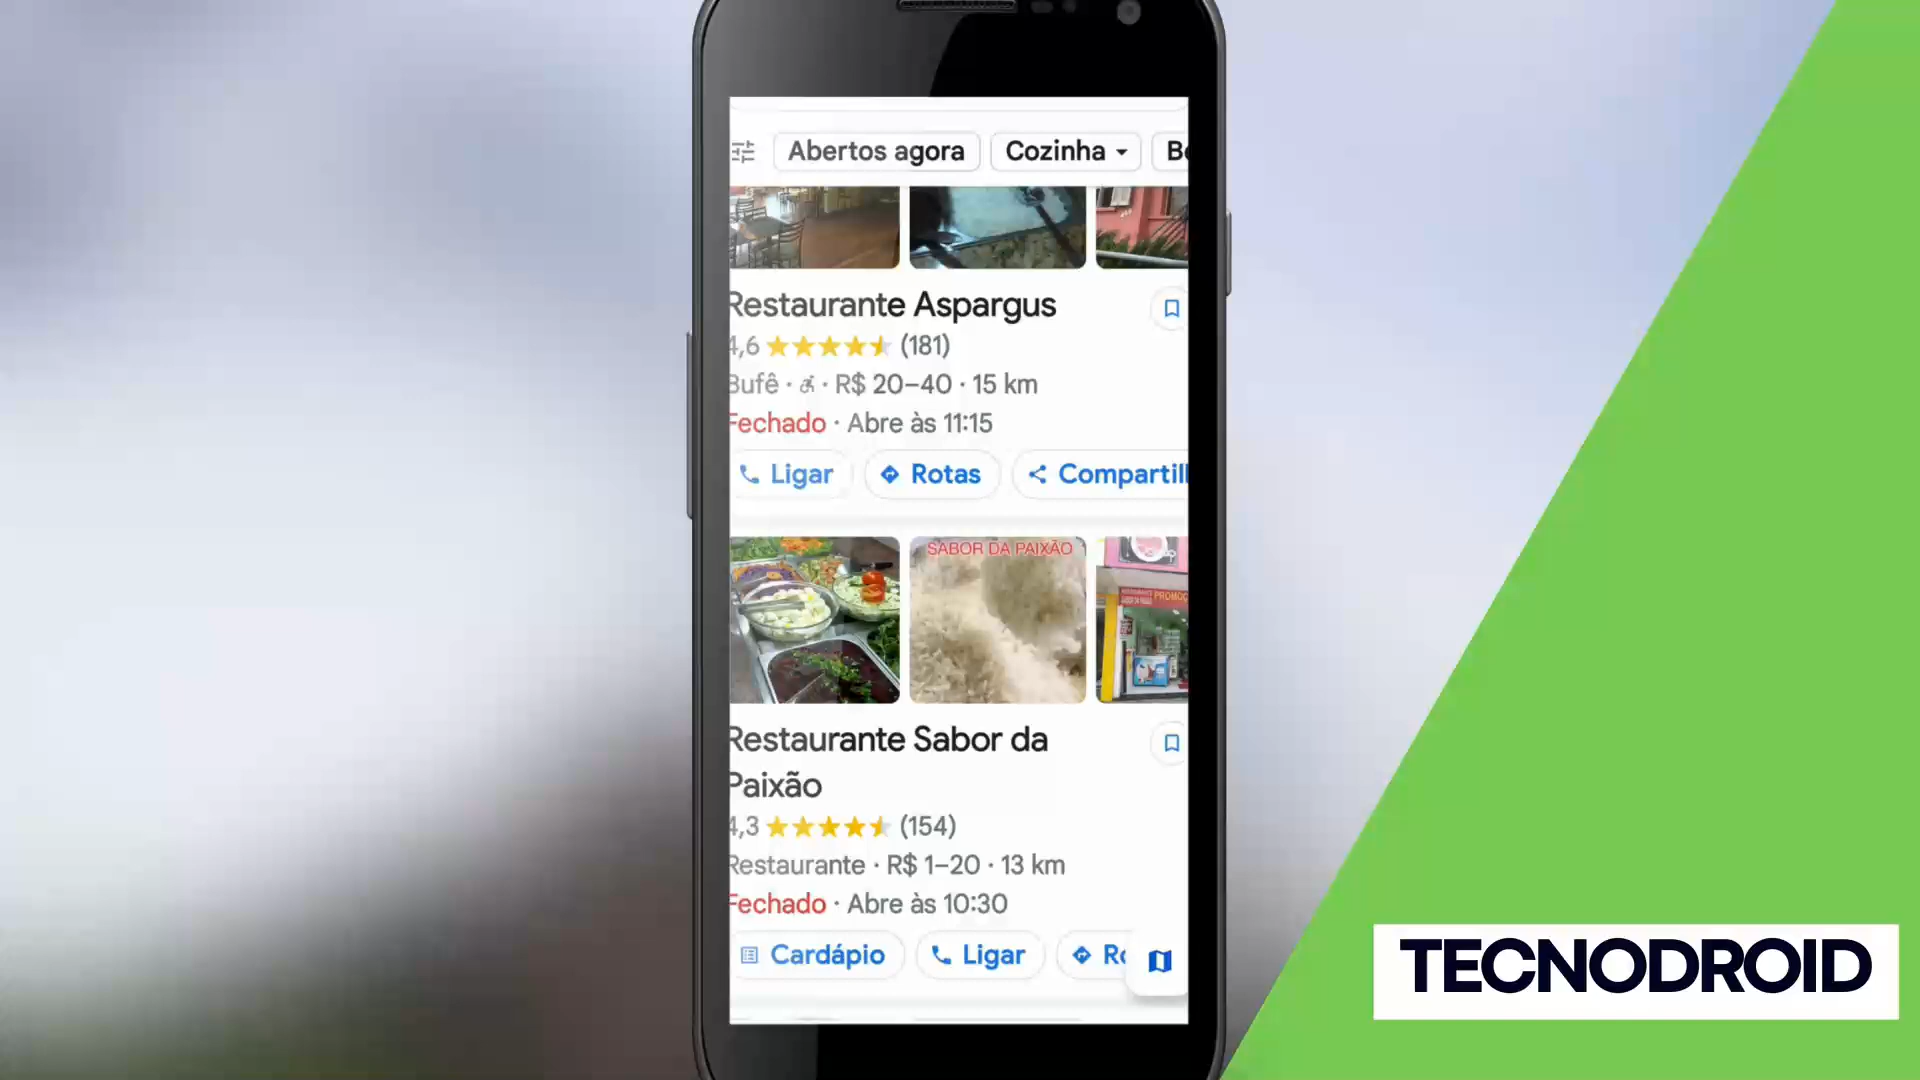 Abertos agora
Cozinha
Restaurante Aspargus
4,6 (181)
Bufê · R$ 20–40 · 15 km
Fechado · Abre às 11:15
Ligar
Rotas
Compartil
SABOR DA PAIXÃO
Restaurante Sabor da
Paixão
4,3 (154)
Restaurante · R$ 1–20 · 13 km
Fechado · Abre às 10:30
Cardápio
Ligar
TECNODROID